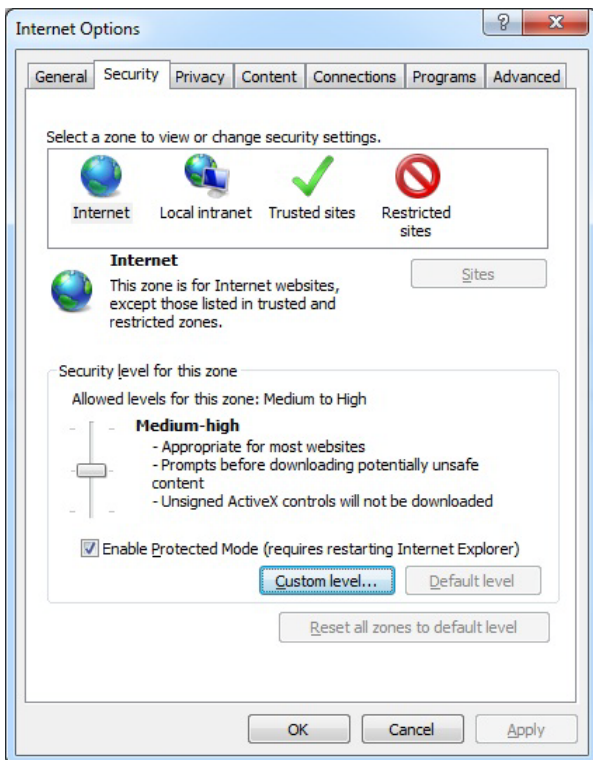 Internet Options
General Security Privacy Content Connections Programs Advanced
Select a zone to view or change security settings.
Internet Local intranet Trusted sites Restricted
sites
Internet
Sites
This zone is for Internet websites,
except those listed in trusted and
restricted zones.
Security level for this zone
Allowed levels for this zone: Medium to High
Medium-high
- Appropriate for most websites
- Prompts before downloading potentially unsafe
content
- Unsigned ActiveX controls will not be downloaded
Enable Protected Mode (requires restarting Internet Explorer)
Custom level... Default level
Reset all zones to default level
OK Cancel Apply